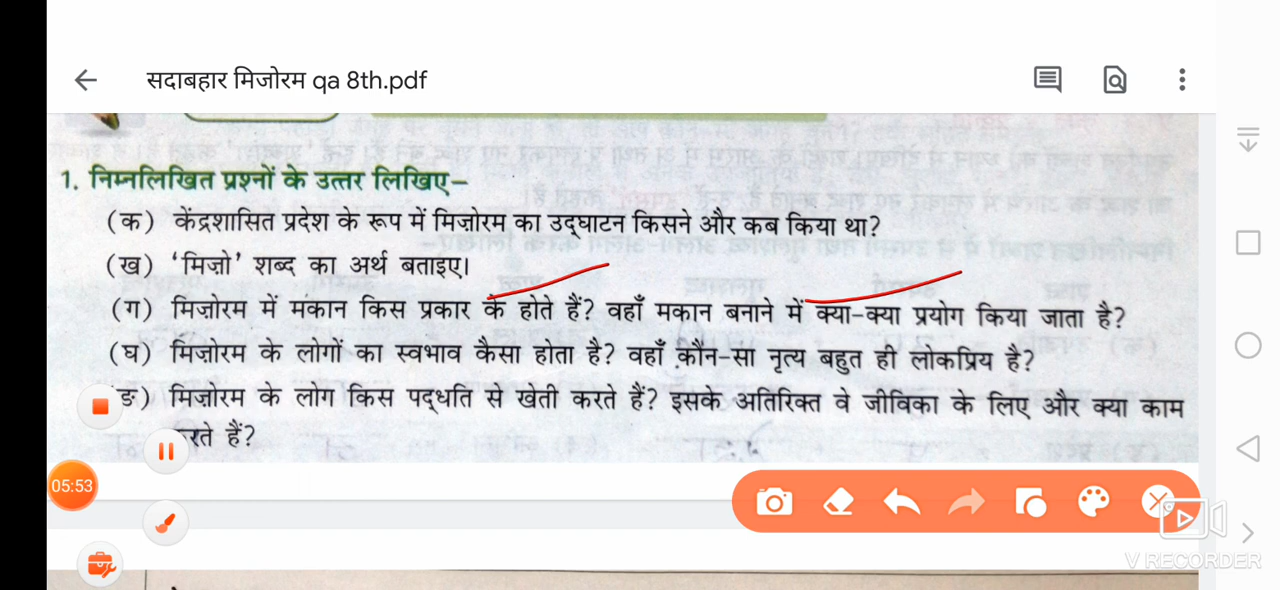 सदाबहार मिजोरम qa 8th.pdf
1. निम्नलिखित प्रश्नों के उत्तर लिखिए–
(क) केंद्रशासित प्रदेश के रूप में मिज़ोरम का उद्घाटन किसने और कब किया था?
(ख) ‘मिज़ो’ शब्द का अर्थ बताइए।
(ग) मिज़ोरम में मकान किस प्रकार के होते हैं? वहाँ मकान बनाने में क्या-क्या प्रयोग किया जाता है?
(घ) मिज़ोरम के लोगों का स्वभाव कैसा होता है? वहाँ कौन-सा नृत्य बहुत ही लोकप्रिय है?
ङ) मिज़ोरम के लोग किस पद्धति से खेती करते हैं? इसके अतिरिक्त वे जीविका के लिए और क्या काम
रते हैं?
05:53
V RECORDER